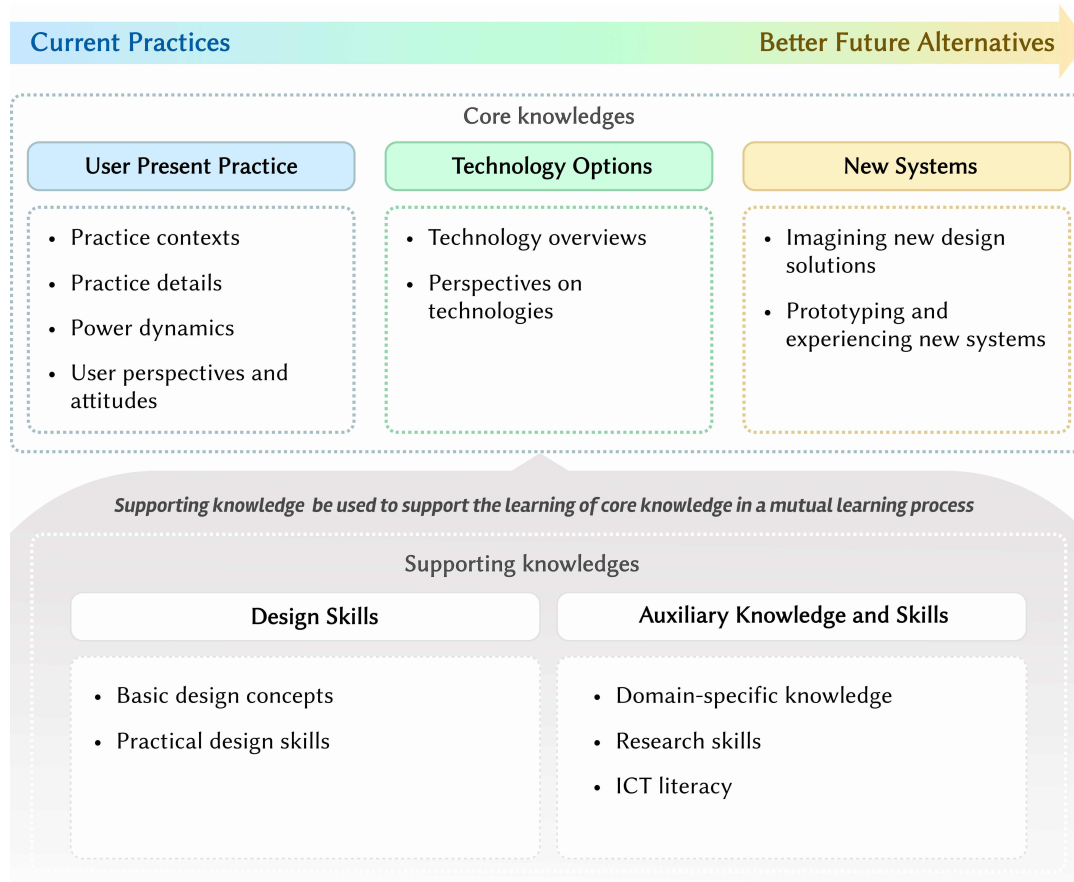 Current Practices
Better Future Alternatives
Core knowledges
User Present Practice
• Practice contexts
• Practice details
• Power dynamics
• User perspectives and
attitudes
Technology Options
• Technology overviews
• Perspectives on
technologies
New Systems
• Imagining new design
solutions
• Prototyping and
experiencing new systems
Supporting knowledge be used to support the learning of core knowledge in a mutual learning process
Supporting knowledges
Design Skills
• Basic design concepts
• Practical design skills
Auxiliary Knowledge and Skills
• Domain-specific knowledge
• Research skills
• ICT literacy